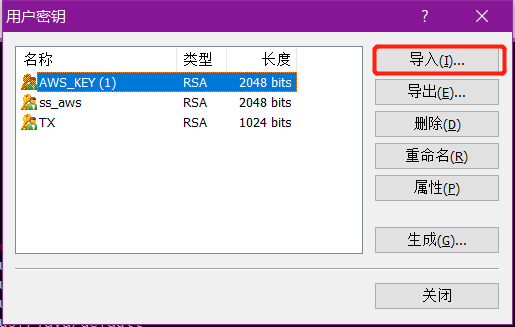 用户密钥
?
名称 类型 长度
AWS_KEY (1) RSA 2048 bits
ss_aws RSA 2048 bits
TX RSA 1024 bits
导入(I)...
导出(E)...
删除(D)
重命名(R)
属性(P)
生成(G)...
关闭